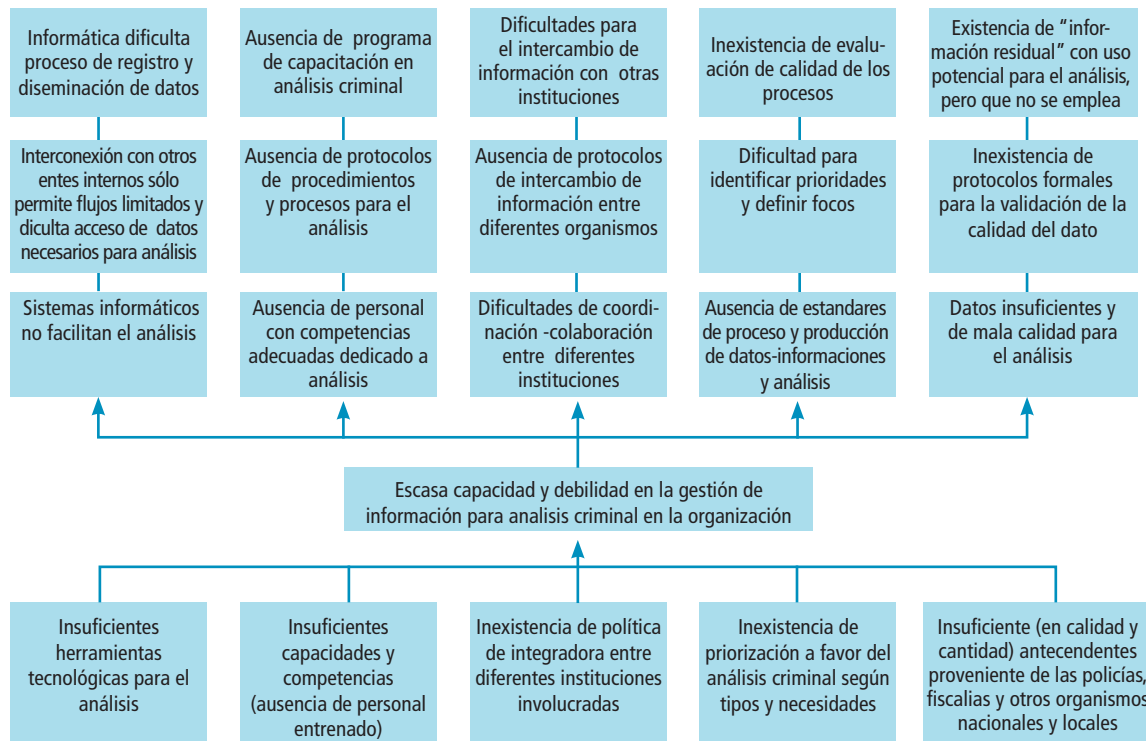 Informática dificulta
proceso de registro y
diseminación de datos
Ausencia de programa
de capacitación en
análisis criminal
Dificultades para
el intercambio de
información con otras
instituciones
Inexistencia de evalu-
ación de calidad de los
procesos
Existencia de “infor-
mación residual” con uso
potencial para el análisis,
pero que no se emplea
Interconexión con otros
entes internos sólo
permite flujos limitados y
diculta acceso de datos
necesarios para análisis
Ausencia de protocolos
de procedimientos
y procesos para el
análisis
Ausencia de protocolos
de intercambio de
información entre
diferentes organismos
Dificultad para
identificar prioridades
y definir focos
Inexistencia de
protocolos formales
para la validación de la
calidad del dato
Sistemas informáticos
no facilitan el análisis
Ausencia de personal
con competencias
adecuadas dedicado a
análisis
Dificultades de coordi-
nación -colaboración
entre diferentes
instituciones
Ausencia de estandares
de proceso y producción
de datos-informaciones
y análisis
Datos insuficientes y
de mala calidad para
el análisis
Escasa capacidad y debilidad en la gestión de
información para analisis criminal en la organización
Insuficientes
herramientas
tecnológicas para el
análisis
Insuficientes
capacidades y
competencias
(ausencia de personal
entrenado)
Inexistencia de política
de integradora entre
diferentes instituciones
involucradas
Inexistencia de
priorización a favor del
análisis criminal según
tipos y necesidades
Insuficiente (en calidad y
cantidad) antecendentes
proveniente de las policías,
fiscalias y otros organismos
nacionales y locales